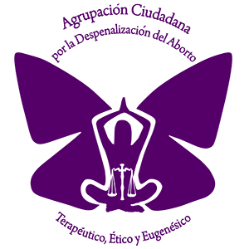 Agrupación Ciudadana
por la Despenalización del Aborto
Terapéutico, Ético y Eugenésico